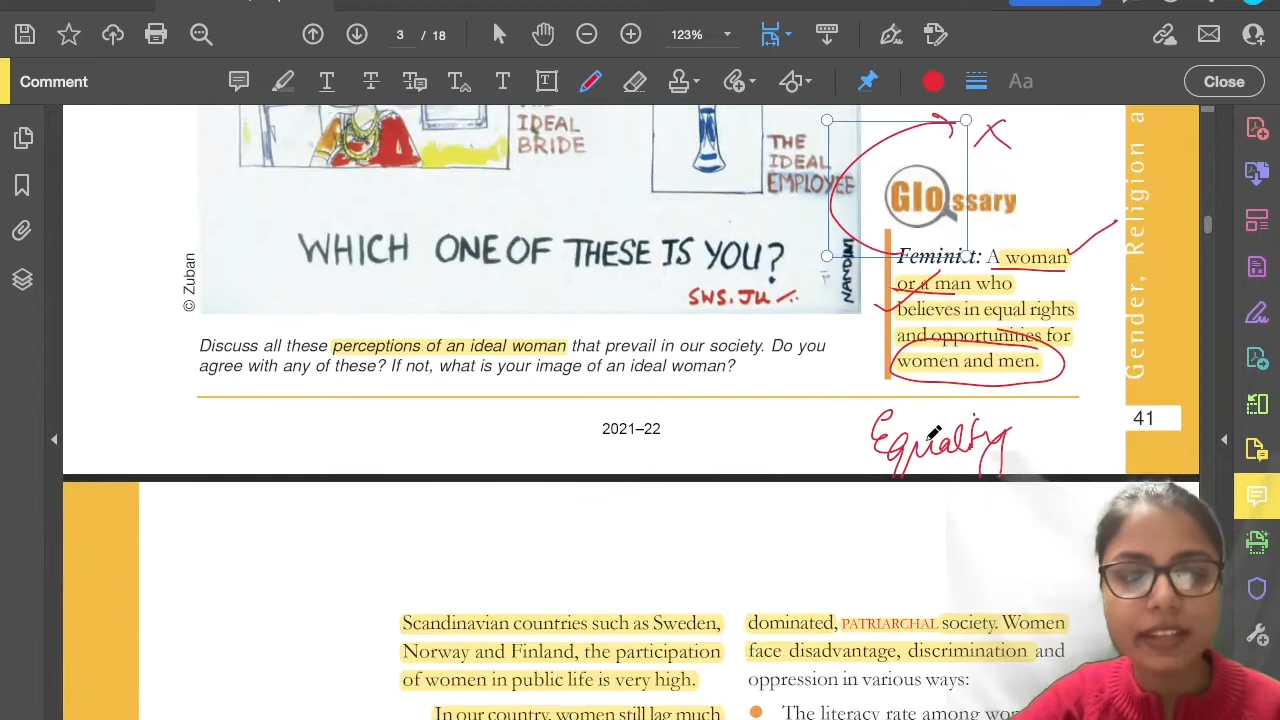 3 / 18
123%
Comment
Aa
Close
IDEAL
BRIDE
THE
IDEAL
EMPLOYEE
WHICH ONE OF THESE IS YOU?
NANDINI
© Zuban
Glossary
Feminist: A woman
or a man who
believes in equal rights
and opportunities for
women and men.
Gender, Religion a
Discuss all these perceptions of an ideal woman that prevail in our society. Do you
agree with any of these? If not, what is your image of an ideal woman?
2021–22
41
Equality
Scandinavian countries such as Sweden,
Norway and Finland, the participation
of women in public life is very high.
In our country, women still lag much
dominated, PATRIARCHAL society. Women
face disadvantage, discrimination and
oppression in various ways:
The literacy rate among